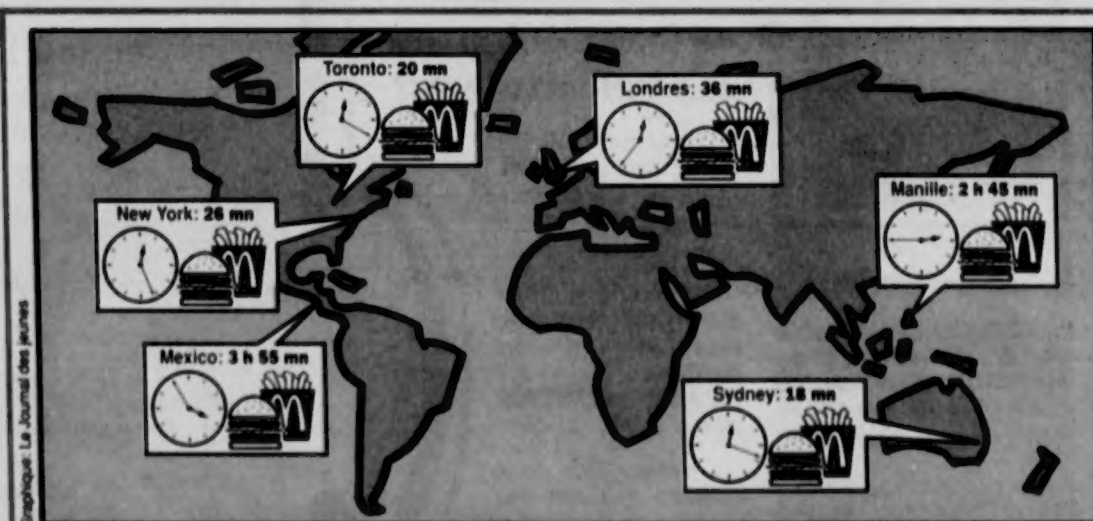 Toronto: 20 mn
Londres: 36 mn
Manille: 2 h 45 mn
New York: 26 mn
Mexico: 3 h 55 mn
Sydney: 18 mn
Graphique: Le Journal des jeunes